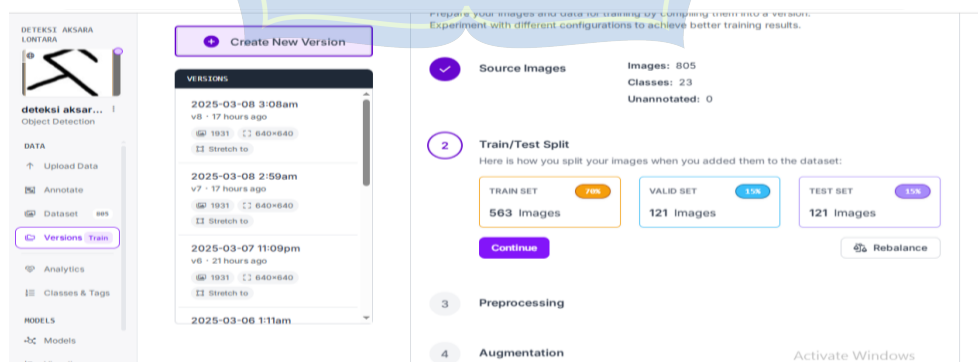 DETEKSI AKSARA
LONTARA
deteksi aksar...
Object Detection
DATA
Upload Data
Annotate
Dataset 805
Versions Train
Analytics
Classes & Tags
MODELS
Models
Create New Version
VERSIONS
2025-03-08 3:08am
v8 · 17 hours ago
1931 640×640
Stretch to
2025-03-08 2:59am
v7 · 17 hours ago
1931 640×640
Stretch to
2025-03-07 11:09pm
v6 · 21 hours ago
1931 640×640
Stretch to
2025-03-06 1:11am
Prepare your images and data for training by compiling them into a version.
Experiment with different configurations to achieve better training results.
Source Images
Images: 805
Classes: 23
Unannotated: 0
2 Train/Test Split
Here is how you split your images when you added them to the dataset:
TRAIN SET 70%
563 Images
VALID SET 15%
121 Images
TEST SET 15%
121 Images
Continue
Rebalance
3 Preprocessing
4 Augmentation
Activate Windows